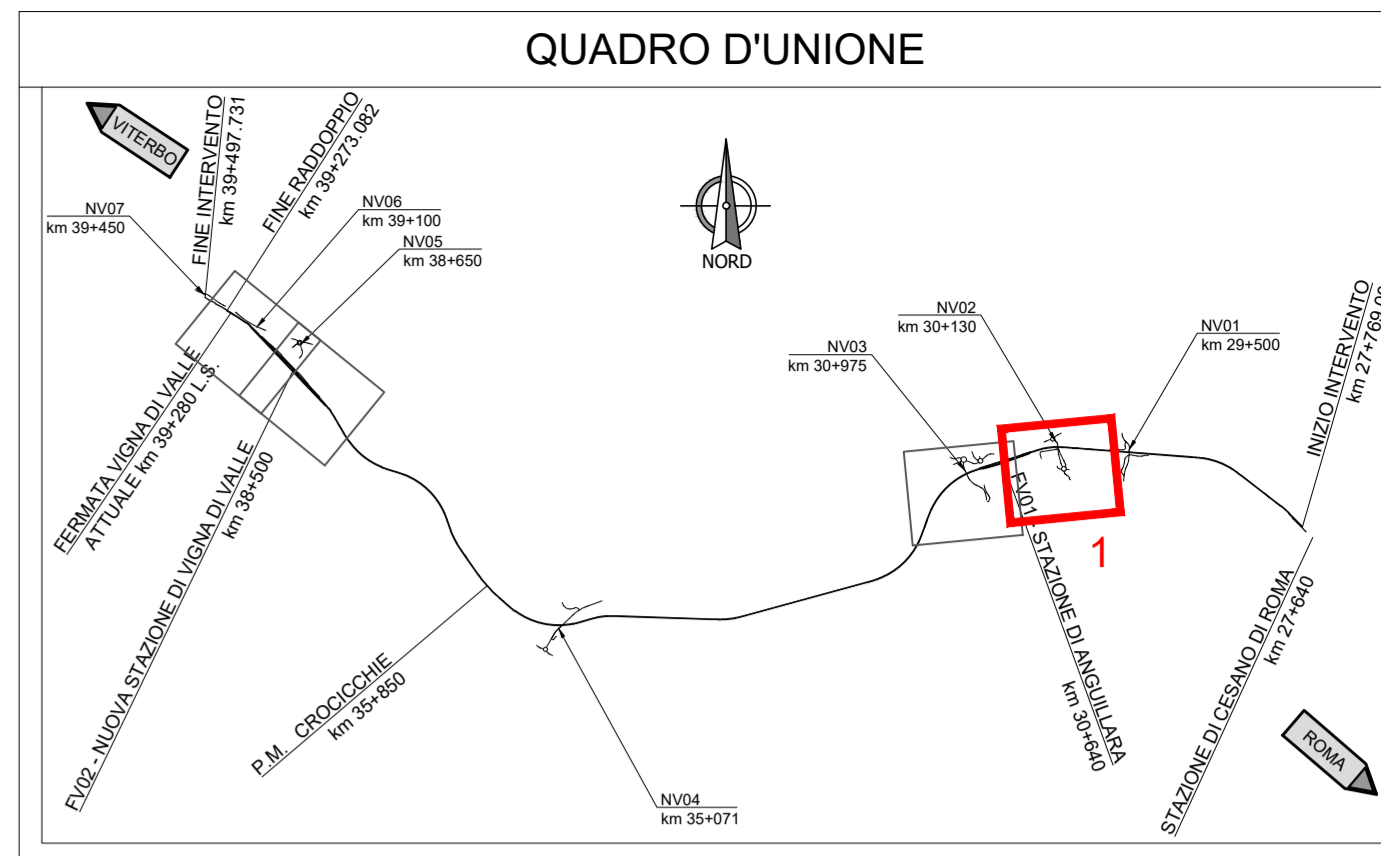 QUADRO D'UNIONE
VITERBO
FINE INTERVENTO
km 39+497.731
FINE RADDOPPIO
km 39+273.082
NV07
km 39+450
NV06
km 39+100
NV05
km 38+650
NORD
NV02
km 30+130
NV01
km 29+500
NV03
km 30+975
INIZIO INTERVENTO
km 27+769.0
FERMATA VIGNA DI VALLE
ATTUALE km 39+280 L.S.
FV02 - NUOVA STAZIONE DI VIGNA DI VALLE
km 38+500
P.M. CROCICCHIE
km 35+850
NV04
km 35+071
1
FV01 - STAZIONE DI ANGUILLARA
km 30+640
STAZIONE DI CESANO DI ROMA
km 27+640
ROMA